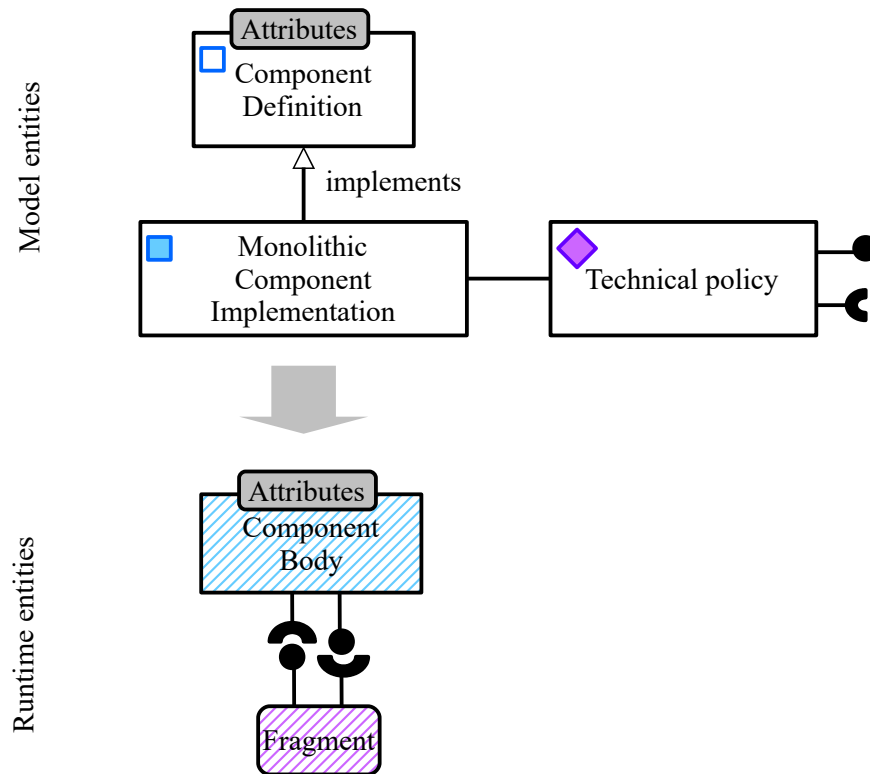 Model entities
Attributes
Component
Definition
implements
Monolithic
Component
Implementation
Technical policy
Runtime entities
Attributes
Component
Body
Fragment